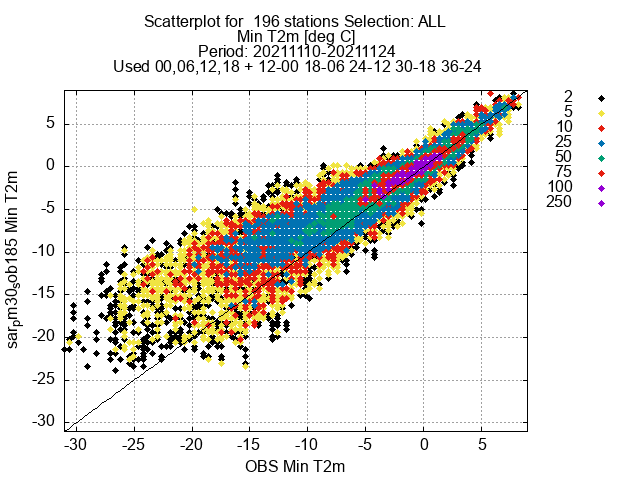 Scatterplot for 196 stations Selection: ALL
Min T2m [deg C]
Period: 20211110-20211124
Used 00,06,12,18 + 12-00 18-06 24-12 30-18 36-24
2
5
10
25
50
75
100
250
5
0
-5
-10
-15
-20
-25
-30
sarpm30sob185 Min T2m
-30 -25 -20 -15 -10 -5 0 5
OBS Min T2m